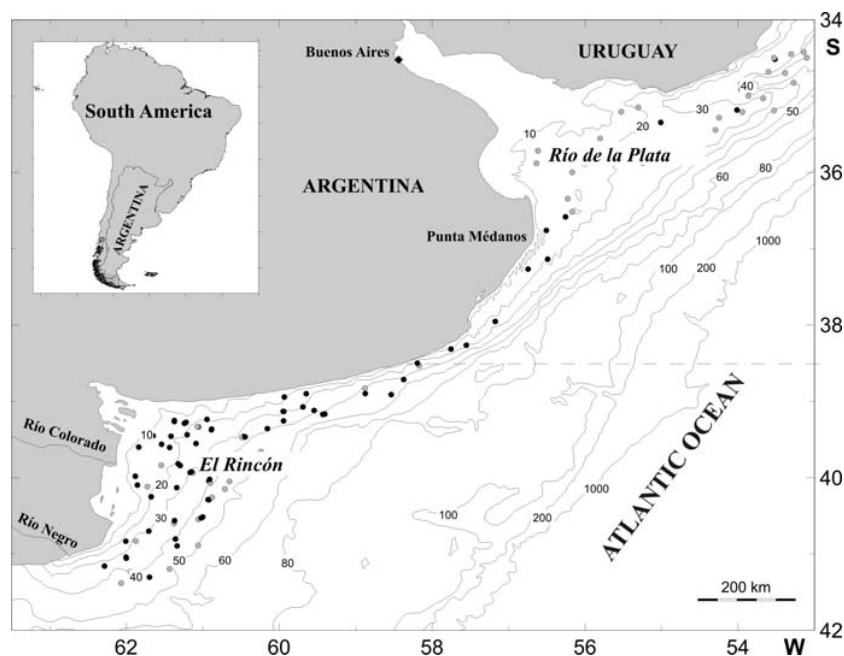 34
S
Buenos Aires
URUGUAY
South America
40
30
50
20
10
Río de la Plata
80
36
60
ARGENTINA
ARGENTINA
Punta Médanos
1000
100
200
38
ATLANTIC OCEAN
Río Colorado
10
El Rincón
40
20
1000
Río Negro
30
100
200
50
60
80
40
200 km
42
62
60
58
56
54
W